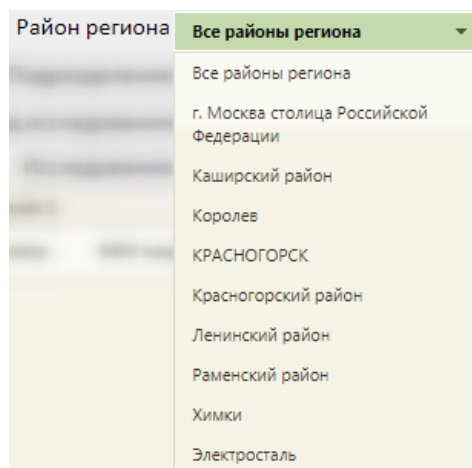 Район региона Все районы региона
Все районы региона
г. Москва столица Российской
Федерации
Каширский район
Королев
КРАСНОГОРСК
Красногорский район
Ленинский район
Раменский район
Химки
Электросталь